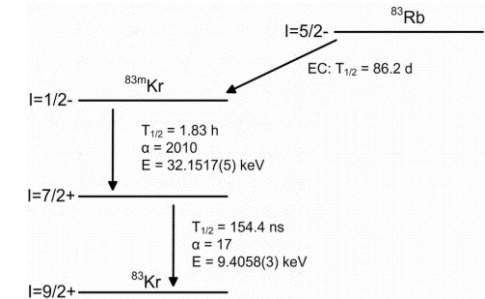 ⁸³Rb
I=5/2-
EC: T₁/₂ = 86.2 d
⁸³ᵐKr
I=1/2-
T₁/₂ = 1.83 h
α = 2010
E = 32.1517(5) keV
I=7/2+
T₁/₂ = 154.4 ns
α = 17
E = 9.4058(3) keV
⁸³Kr
I=9/2+